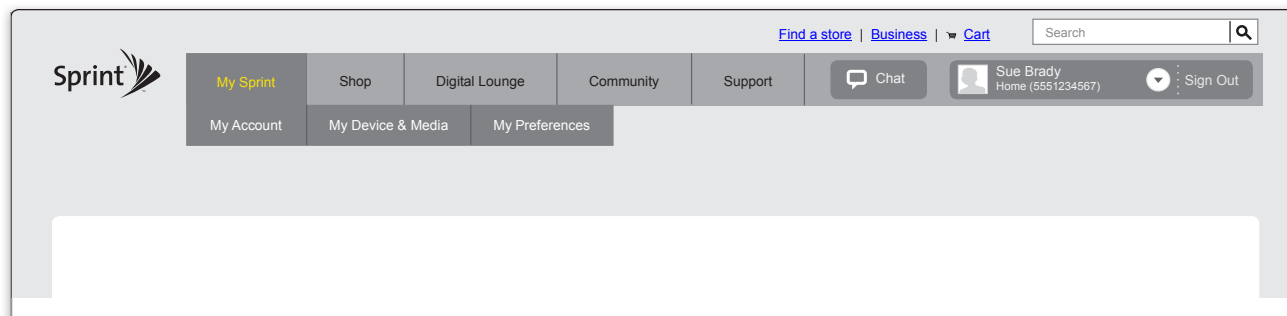 Find a store | Business | Cart
Search
Sprint
My Sprint
Shop
Digital Lounge
Community
Support
Chat
Sue Brady
Home (5551234567)
Sign Out
My Account
My Device & Media
My Preferences